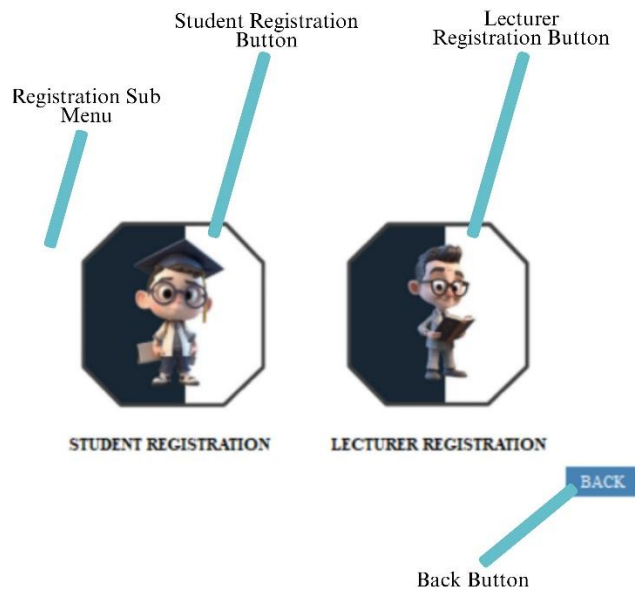 Student Registration
Button
Lecturer
Registration Button
Registration Sub
Menu
STUDENT REGISTRATION
LECTURER REGISTRATION
BACK
Back Button